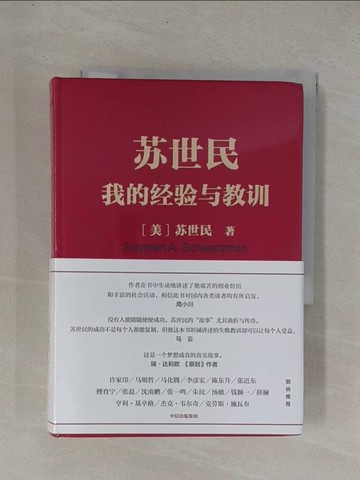 苏世民
我的经验与教训
[美]苏世民 著
Stephen A. Schwarzman
作者在书中生动地讲述了他艰苦的创业经历
和丰富的社会活动,相信此书对国内各类读者均有所启发。
周小川
没有人能随随便便成功。苏世民的“故事”尤其曲折与传奇。
苏世民的成功不是每个人都能复制,但他这本书坦诚讲述的失败教训却可以让每个人受益。
马 云
这是一个梦想成真的真实故事。
瑞·达利欧 《原则》作者
许家印/马明哲/马化腾/李彦宏/陈东升/张近东
傅育宁/张磊/沈南鹏/张一鸣/朱民/汤敏/钱颖一/薛澜
亨利·基辛格/杰克·韦尔奇/克劳斯·施瓦布
联袂推荐
中信出版集团